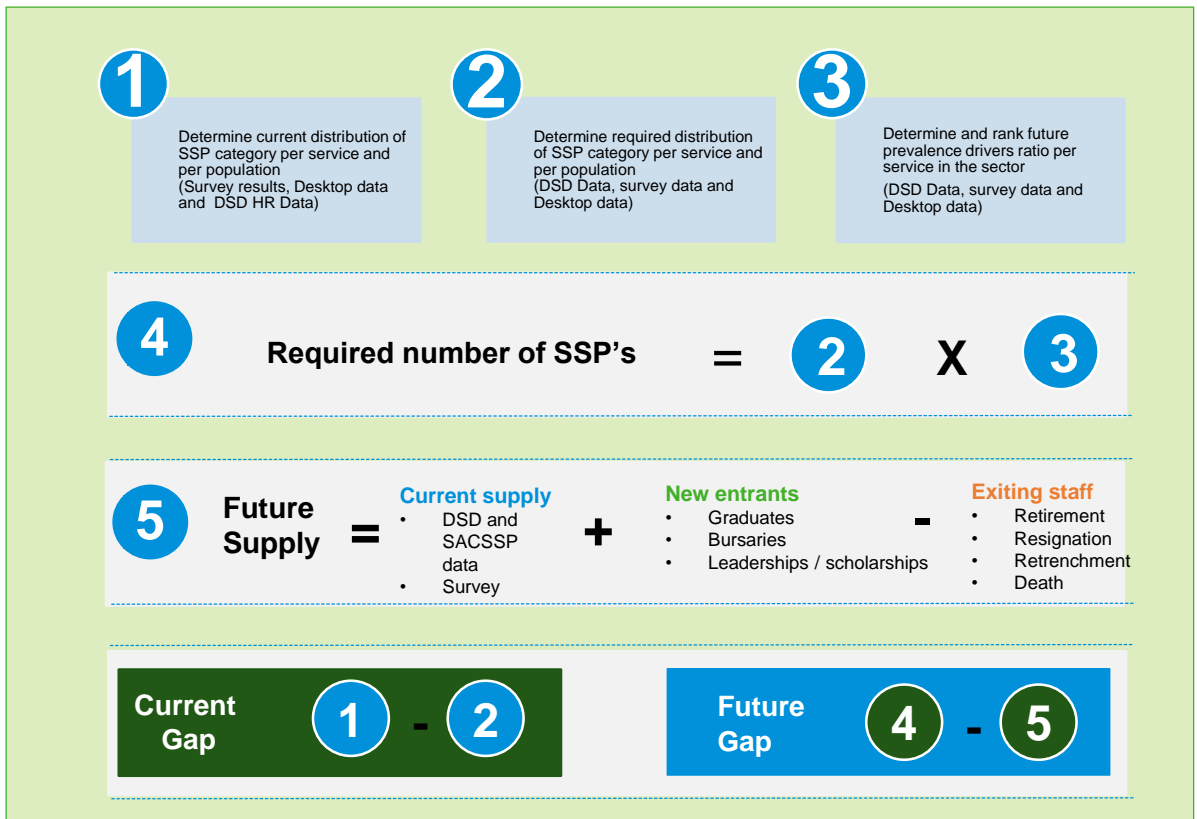 1
Determine current distribution of
SSP category per service and
per population
(Survey results, Desktop data
and DSD HR Data)
2
Determine required distribution
of SSP category per service and
per population
(DSD Data, survey data and
Desktop data)
3
Determine and rank future
prevalence drivers ratio per
service in the sector
(DSD Data, survey data and
Desktop data)
4
Required number of SSP's = 2 X 3
5
Future
Supply
=
Current supply
• DSD and
SACSSP
data
• Survey
+
New entrants
• Graduates
• Bursaries
• Leaderships / scholarships
-
Exiting staff
• Retirement
• Resignation
• Retrenchment
• Death
Current
Gap
1 - 2
Future
Gap
4 - 5